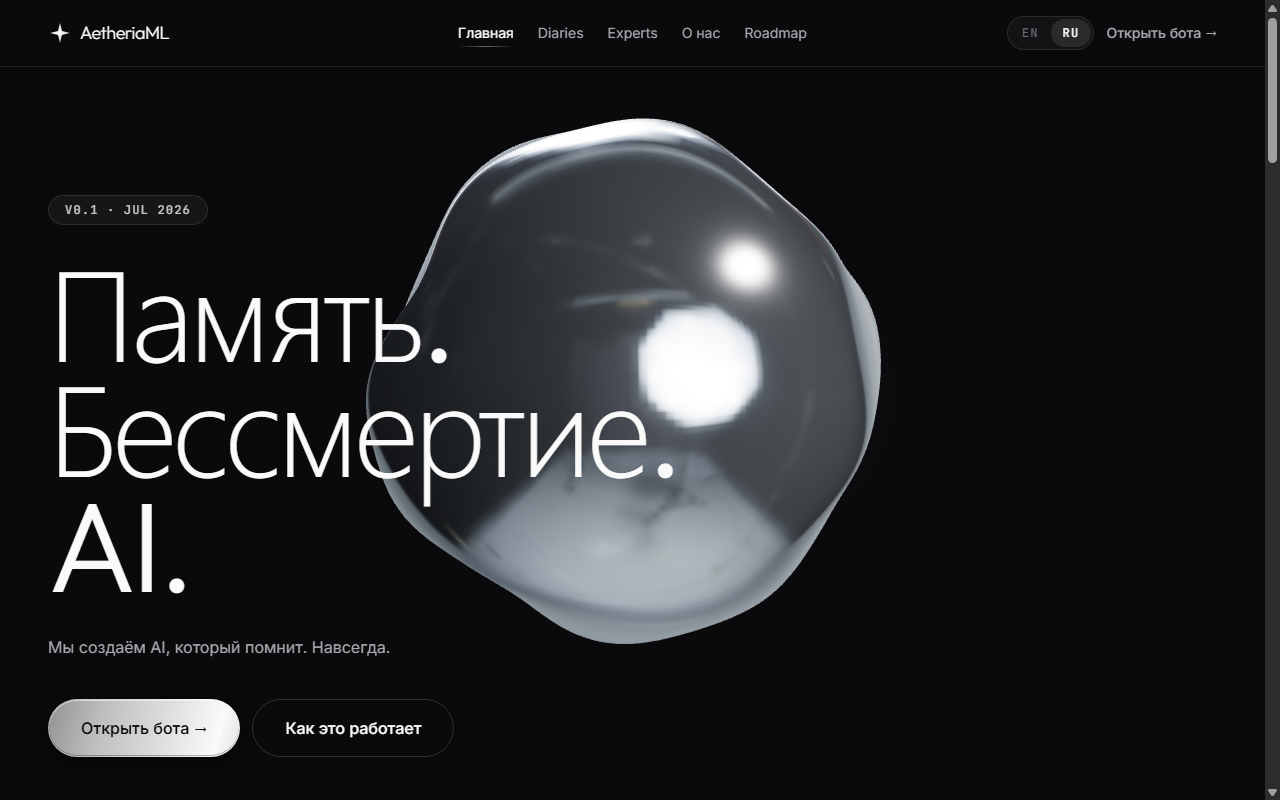 AetheriaML
Главная
Diaries
Experts
О нас
Roadmap
EN
RU
Открыть бота →
V0.1 · JUL 2026
Память.
Бессмертие.
AI.
Мы создаём AI, который помнит. Навсегда.
Открыть бота →
Как это работает